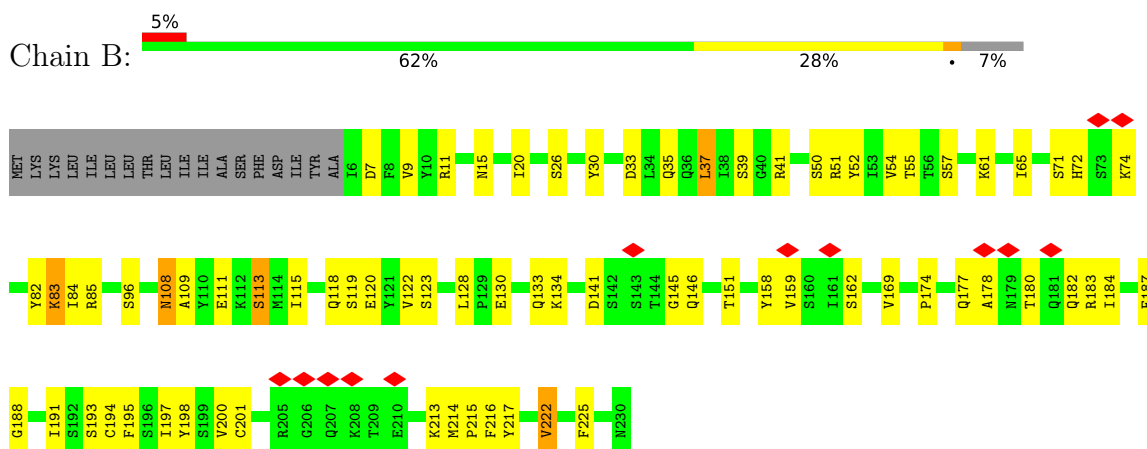 5%
Chain B:
62% 28% • 7%
MET LYS LYS LEU ILE LEU LEU LEU THR LEU ILE ILE ALA SER PHE ASP ILE TYR ALA I6 D7 F8 V9 Y10 R11 N15 I20 S26 Y30 D33 L34 Q35 Q36 L37 I38 S39 G40 R41 S50 R51 Y52 I53 V54 T55 T56 S57 K61 I65 S71 H72 S73 K74
Y82 K83 I84 R85 S96 N108 A109 Y110 E111 K112 S113 M114 I115 Q118 S119 E120 Y121 V122 S123 L128 P129 E130 Q133 K134 D141 S142 S143 T144 G145 Q146 T151 Y158 V159 S160 I161 S162 V169 P174 Q177 A178 N179 T180 Q181 Q182 R183 I184
G188 I191 S192 S193 C194 F195 S196 I197 Y198 S199 V200 C201 R205 G206 Q207 K208 T209 E210 K213 M214 P215 F216 Y217 V222 F225 N230